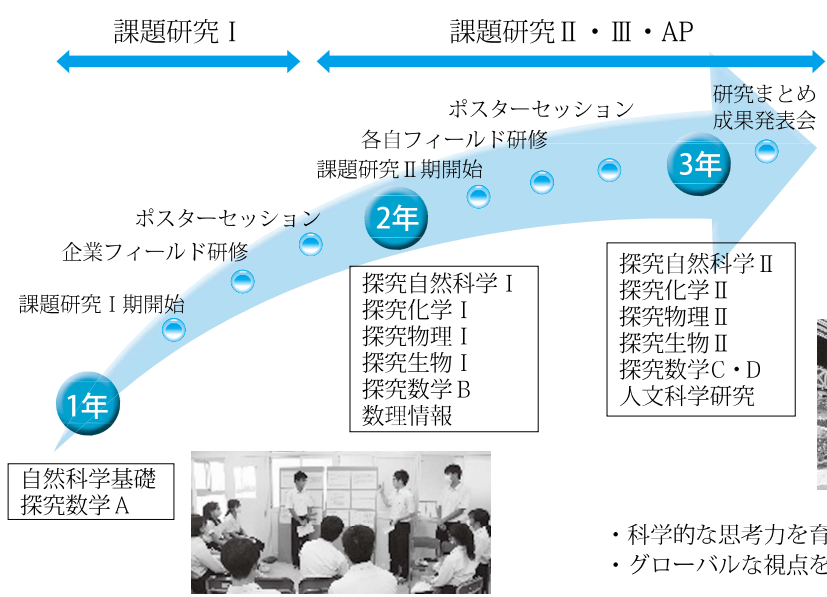 課題研究Ⅰ
課題研究Ⅱ・Ⅲ・AP
研究まとめ
成果発表会
ポスターセッション
各自フィールド研修
課題研究Ⅱ期開始
3年
2年
ポスターセッション
企業フィールド研修
課題研究Ⅰ期開始
1年
自然科学基礎
探究数学A
探究自然科学Ⅰ
探究化学Ⅰ
探究物理Ⅰ
探究生物Ⅰ
探究数学B
数理情報
探究自然科学Ⅱ
探究化学Ⅱ
探究物理Ⅱ
探究生物Ⅱ
探究数学C・D
人文科学研究
・科学的な思考力を育
・グローバルな視点を